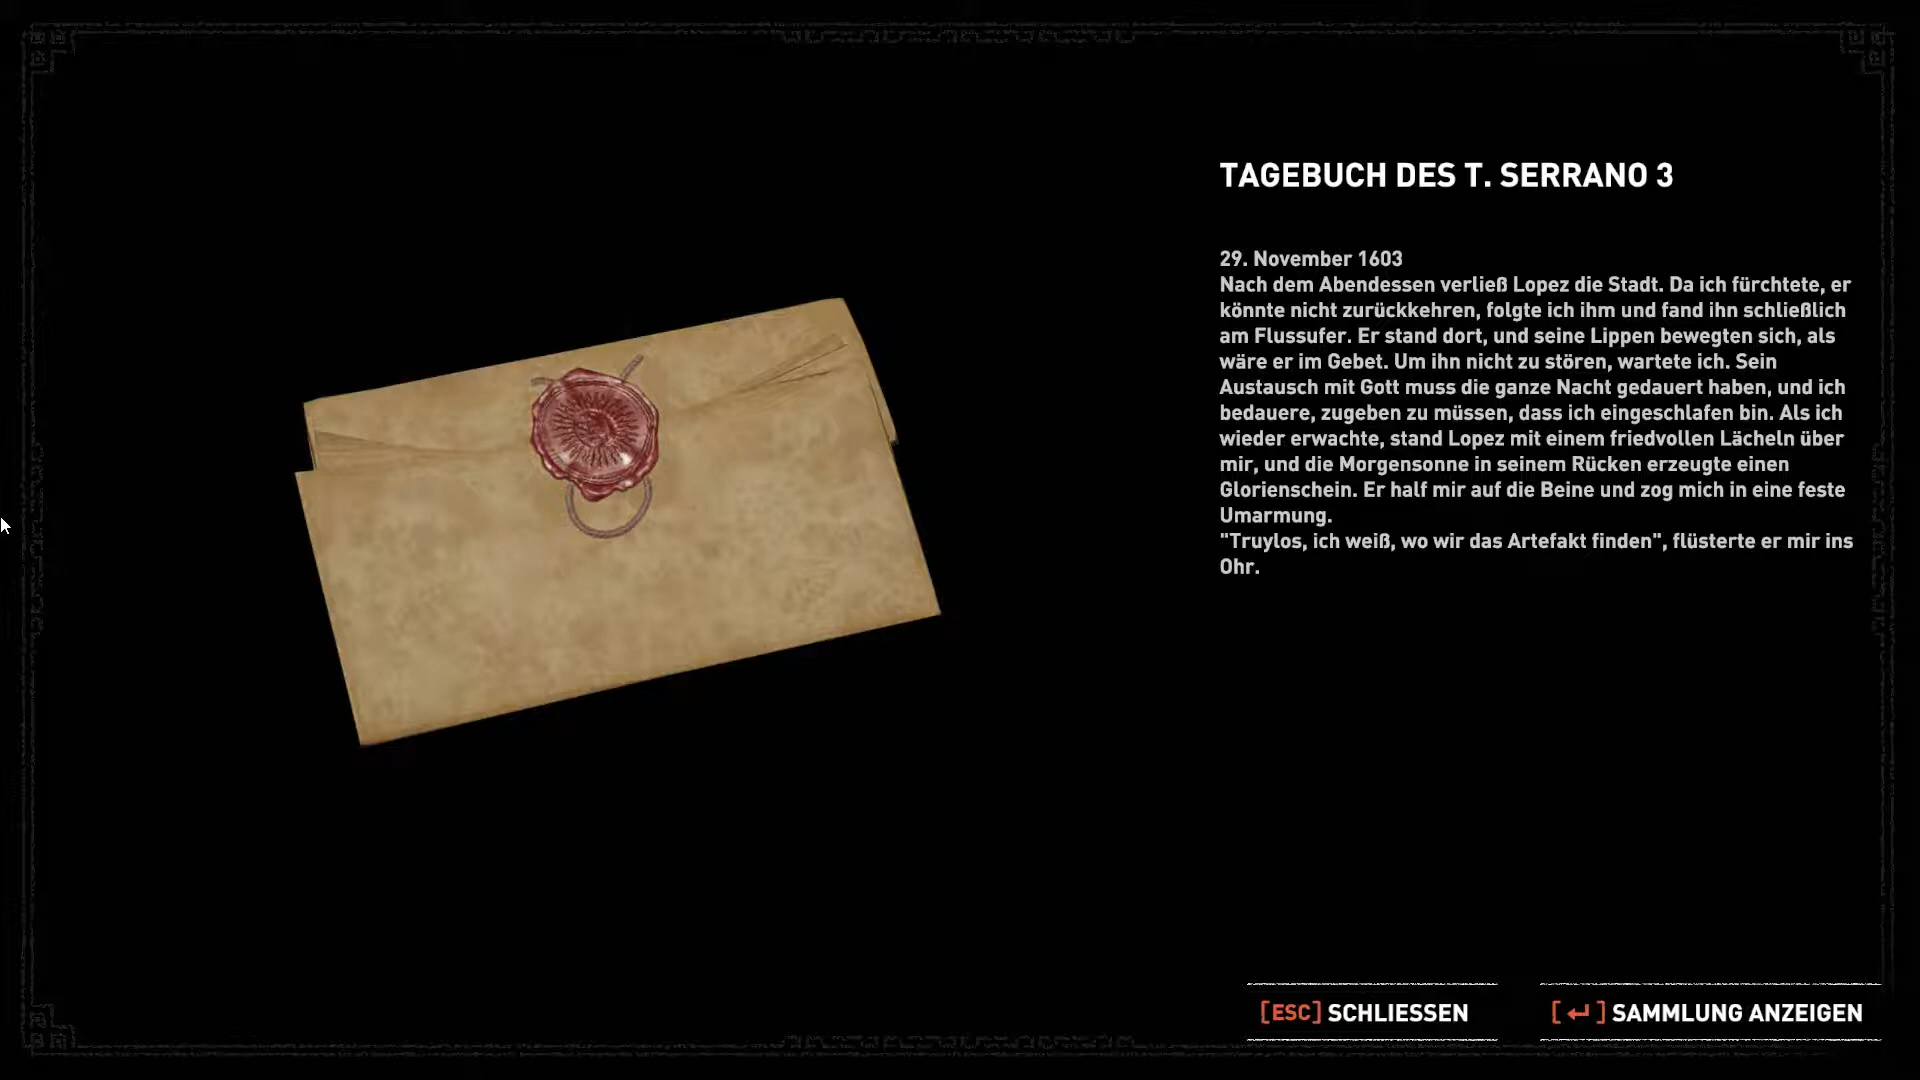 TAGEBUCH DES T. SERRANO 3
29. November 1603
Nach dem Abendessen verließ Lopez die Stadt. Da ich fürchtete, er
könnte nicht zurückkehren, folgte ich ihm und fand ihn schließlich
am Flussufer. Er stand dort, und seine Lippen bewegten sich, als
wäre er im Gebet. Um ihn nicht zu stören, wartete ich. Sein
Austausch mit Gott muss die ganze Nacht gedauert haben, und ich
bedauere, zugeben zu müssen, dass ich eingeschlafen bin. Als ich
wieder erwachte, stand Lopez mit einem friedvollen Lächeln über
mir, und die Morgensonne in seinem Rücken erzeugte einen
Glorienschein. Er half mir auf die Beine und zog mich in eine feste
Umarmung.
"Truylos, ich weiß, wo wir das Artefakt finden", flüsterte er mir ins
Ohr.
[ESC] SCHLIESSEN
[↵] SAMMLUNG ANZEIGEN